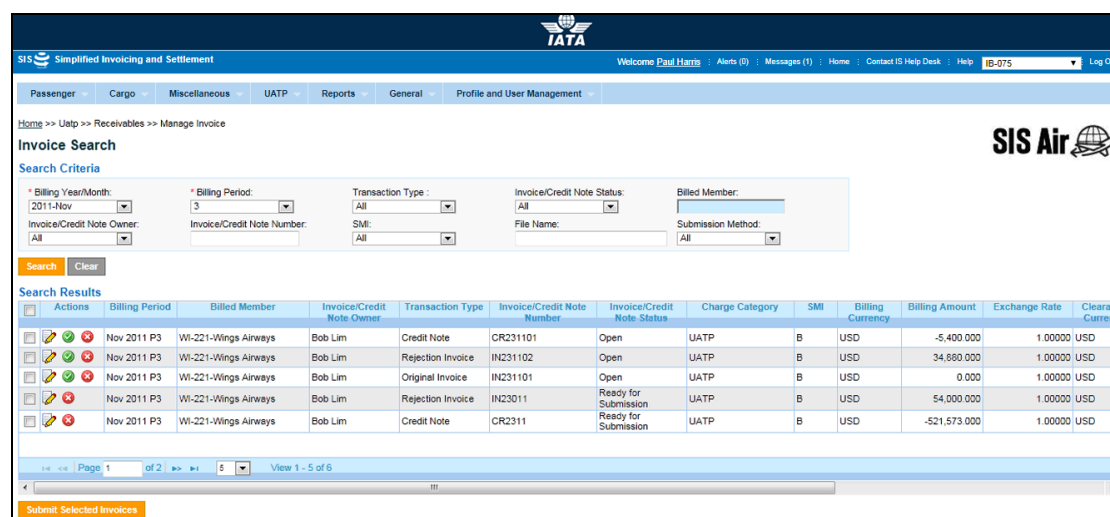 IATA
SIS Simplified Invoicing and Settlement
Welcome Paul Harris : Alerts (0) : Messages (1) : Home : Contact IS Help Desk : Help IB-075 Log O
Passenger Cargo Miscellaneous UATP Reports General Profile and User Management
Home >> Uatp >> Receivables >> Manage Invoice
Invoice Search
SIS Air
Search Criteria
* Billing Year/Month: * Billing Period: Transaction Type : Invoice/Credit Note Status: Billed Member:
2011-Nov 3 All All
Invoice/Credit Note Owner: Invoice/Credit Note Number: SMI: File Name: Submission Method:
All All All
Search Clear
Search Results
Actions Billing Period Billed Member Invoice/Credit Note Owner Transaction Type Invoice/Credit Note Number Invoice/Credit Note Status Charge Category SMI Billing Currency Billing Amount Exchange Rate Cleara Curre
Nov 2011 P3 WI-221-Wings Airways Bob Lim Credit Note CR231101 Open UATP B USD -5,400.000 1.00000 USD
Nov 2011 P3 WI-221-Wings Airways Bob Lim Rejection Invoice IN231102 Open UATP B USD 34,680.000 1.00000 USD
Nov 2011 P3 WI-221-Wings Airways Bob Lim Original Invoice IN231101 Open UATP B USD 0.000 1.00000 USD
Nov 2011 P3 WI-221-Wings Airways Bob Lim Rejection Invoice IN23011 Ready for Submission UATP B USD 54,000.000 1.00000 USD
Nov 2011 P3 WI-221-Wings Airways Bob Lim Credit Note CR2311 Ready for Submission UATP B USD -521,573.000 1.00000 USD
Page 1 of 2 5 View 1 - 5 of 6
Submit Selected Invoices